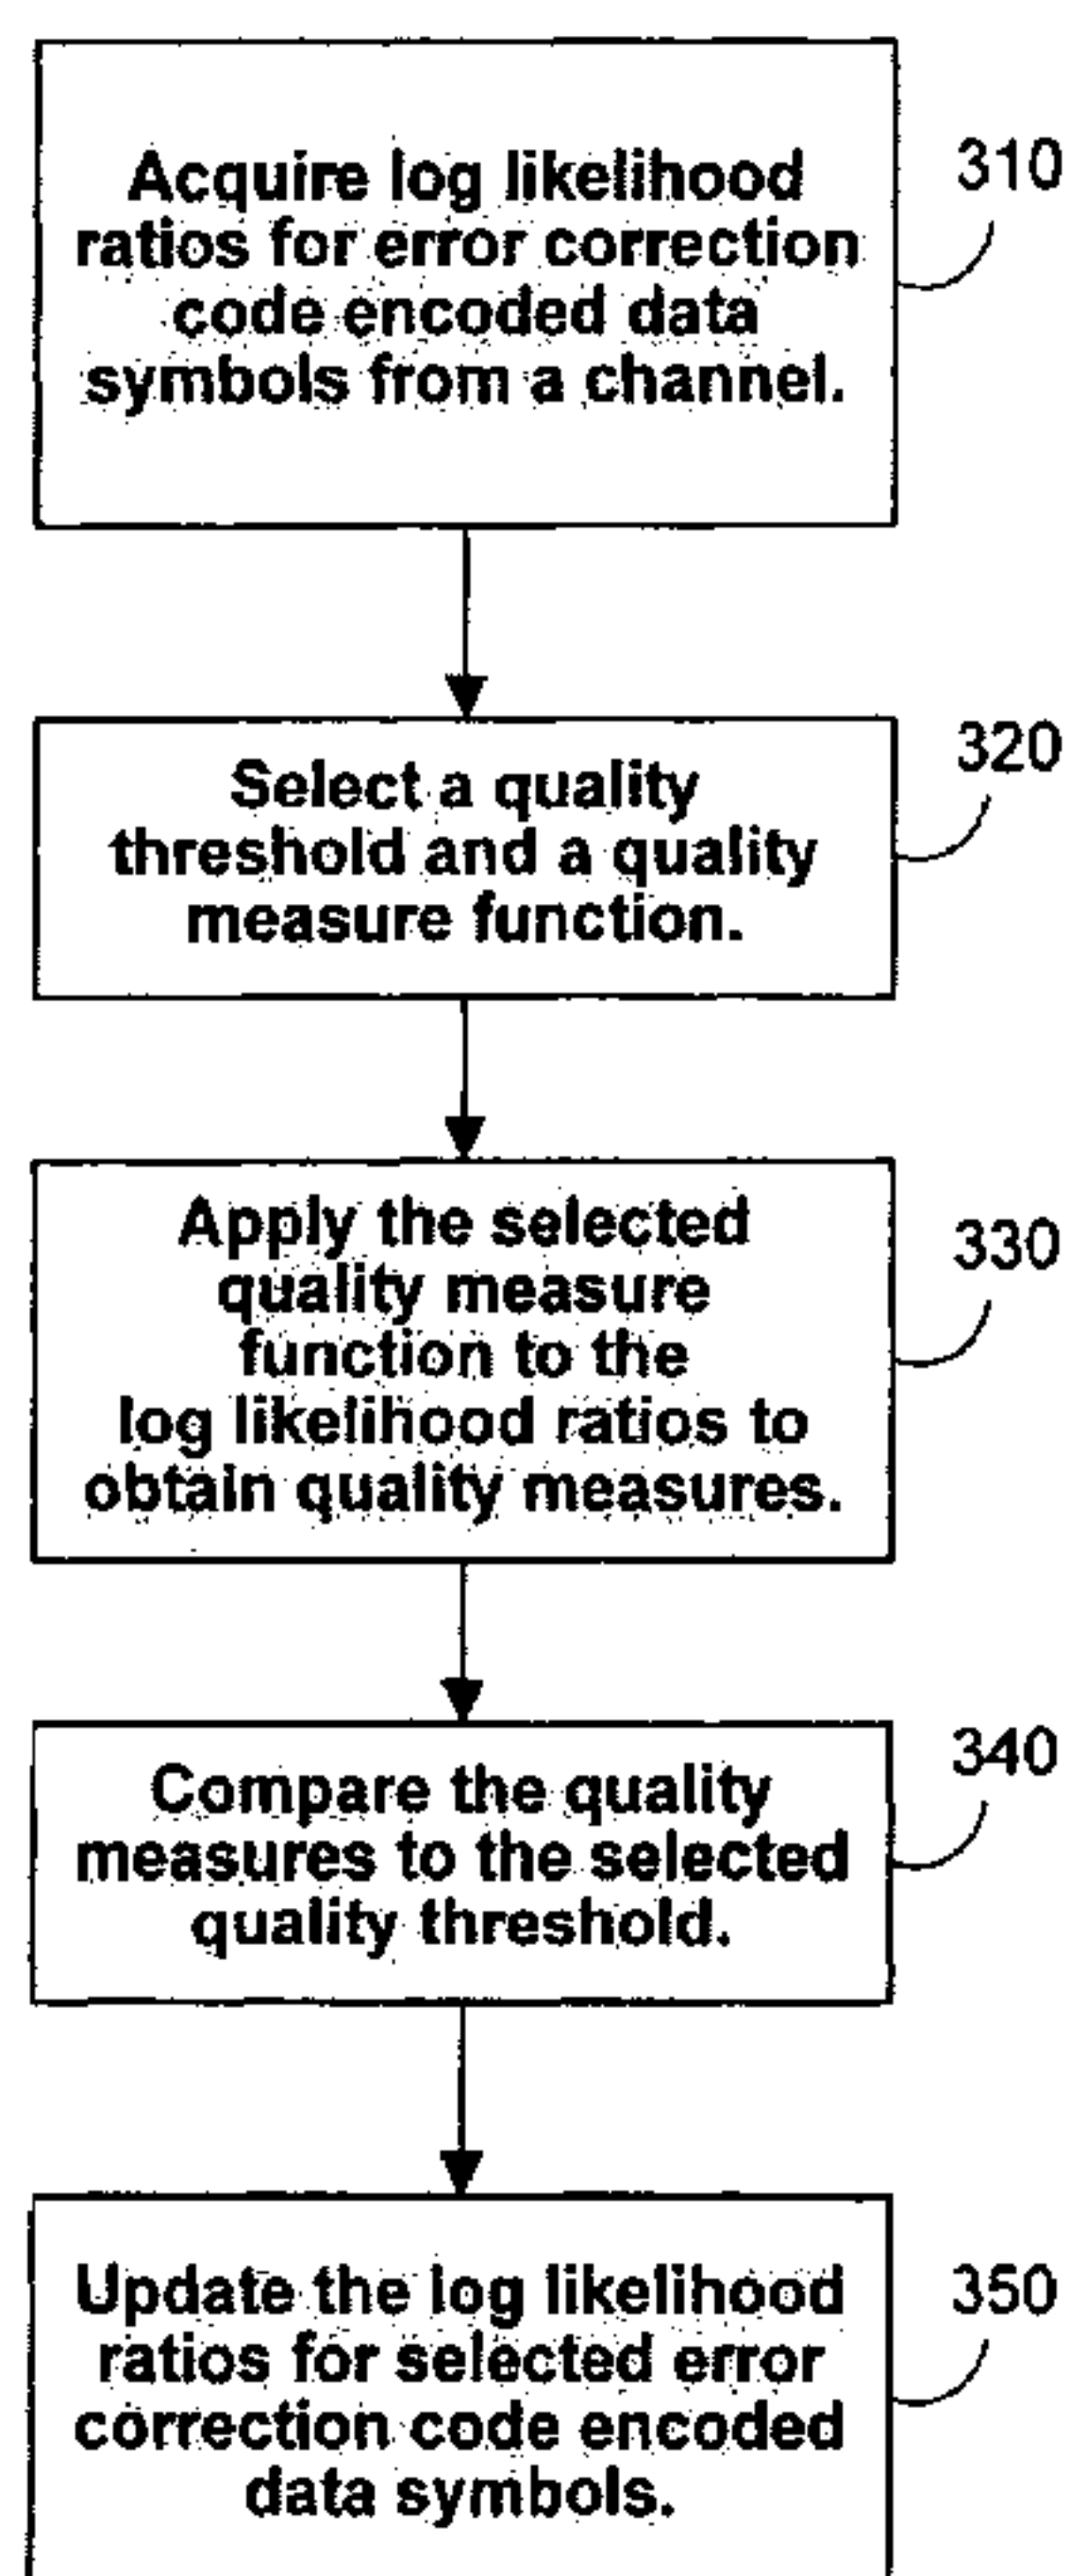 Acquire log likelihood
ratios for error correction
code encoded data
symbols from a channel.
310
Select a quality
threshold and a quality
measure function.
320
Apply the selected
quality measure
function to the
log likelihood ratios to
obtain quality measures.
330
Compare the quality
measures to the selected
quality threshold.
340
Update the log likelihood
ratios for selected error
correction code encoded
data symbols.
350